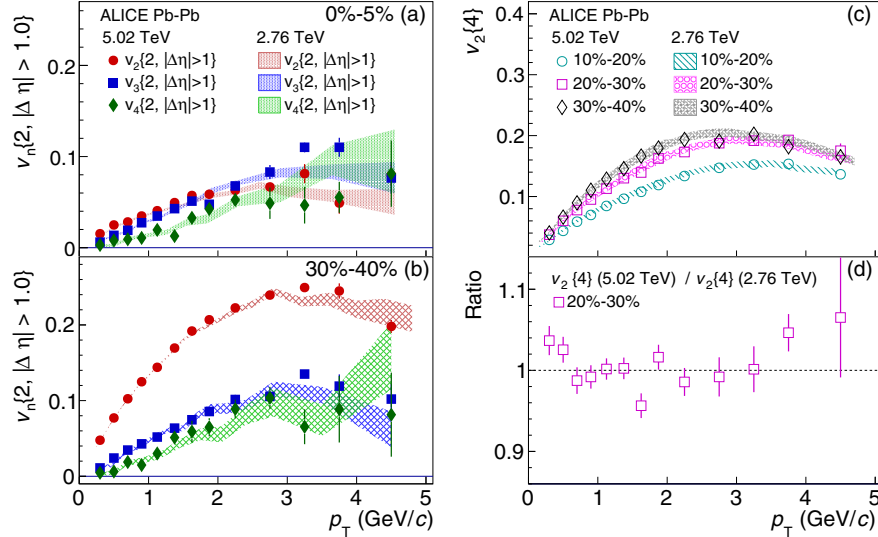 ALICE Pb-Pb 0%-5% (a)
5.02 TeV 2.76 TeV
v2{2, |Δη|>1} v2{2, |Δη|>1}
v3{2, |Δη|>1} v3{2, |Δη|>1}
v4{2, |Δη|>1} v4{2, |Δη|>1}
vn{2, |Δη| > 1.0}
0.2
0.1
0
30%-40% (b)
vn{2, |Δη| > 1.0}
0.2
0.1
0
0 1 2 3 4 5
pT (GeV/c)
ALICE Pb-Pb (c)
5.02 TeV 2.76 TeV
10%-20% 10%-20%
20%-30% 20%-30%
30%-40% 30%-40%
v2{4}
0.4
0.3
0.2
0.1
(d)
v2{4} (5.02 TeV) / v2{4} (2.76 TeV)
20%-30%
Ratio
1.1
1
0.9
0 1 2 3 4 5
pT (GeV/c)